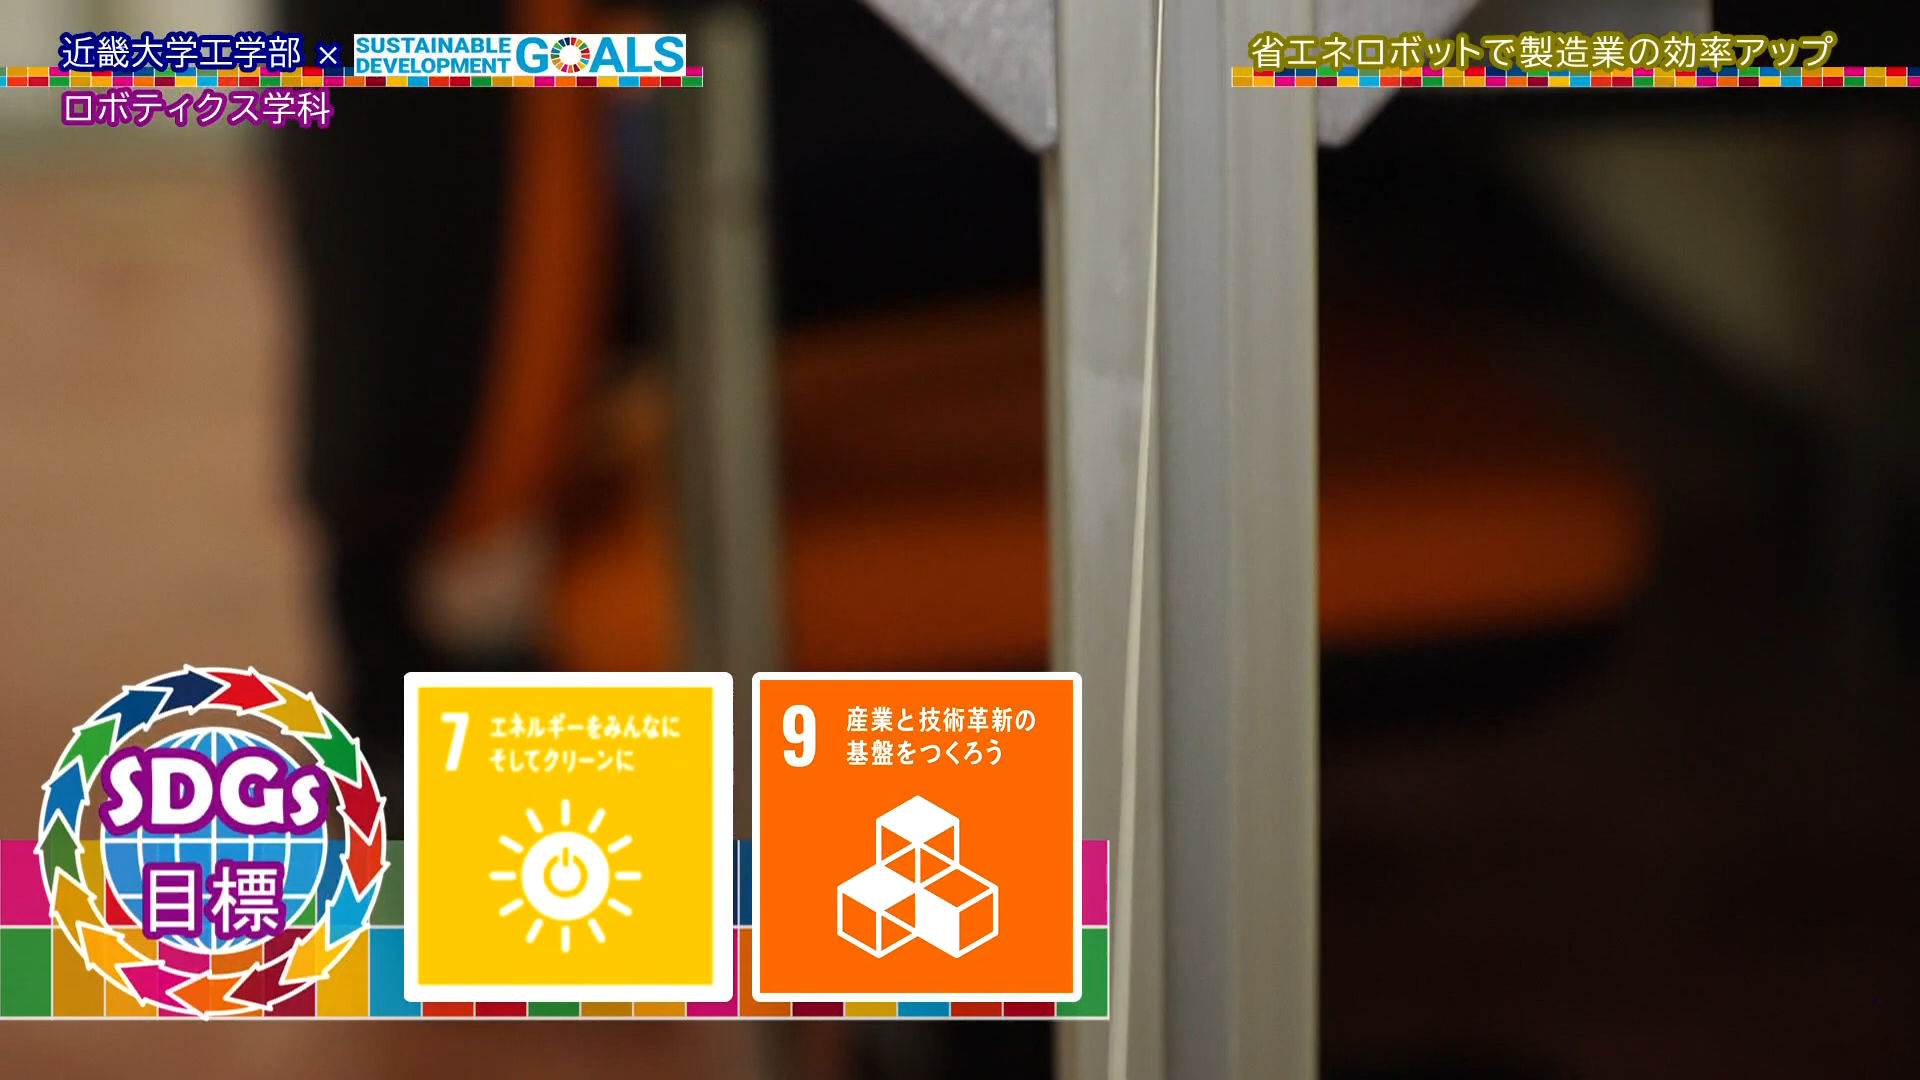 近畿大学工学部 × SUSTAINABLE DEVELOPMENT GOALS
ロボティクス学科
省エネロボットで製造業の効率アップ
SDGs
目標
7 エネルギーをみんなに
そしてクリーンに
9 産業と技術革新の
基盤をつくろう